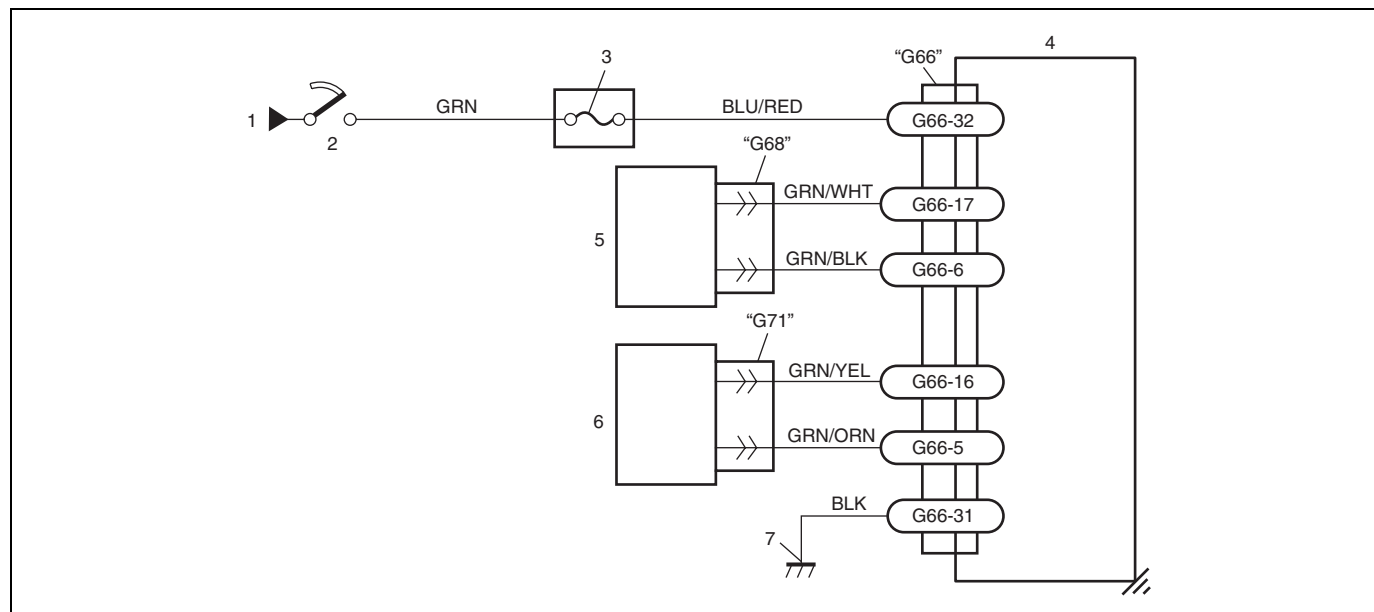 3
4
“G66”
1
2
GRN
BLU/RED
G66-32
“G68”
GRN/WHT
G66-17
5
GRN/BLK
G66-6
“G71”
GRN/YEL
G66-16
6
GRN/ORN
G66-5
BLK
G66-31
7